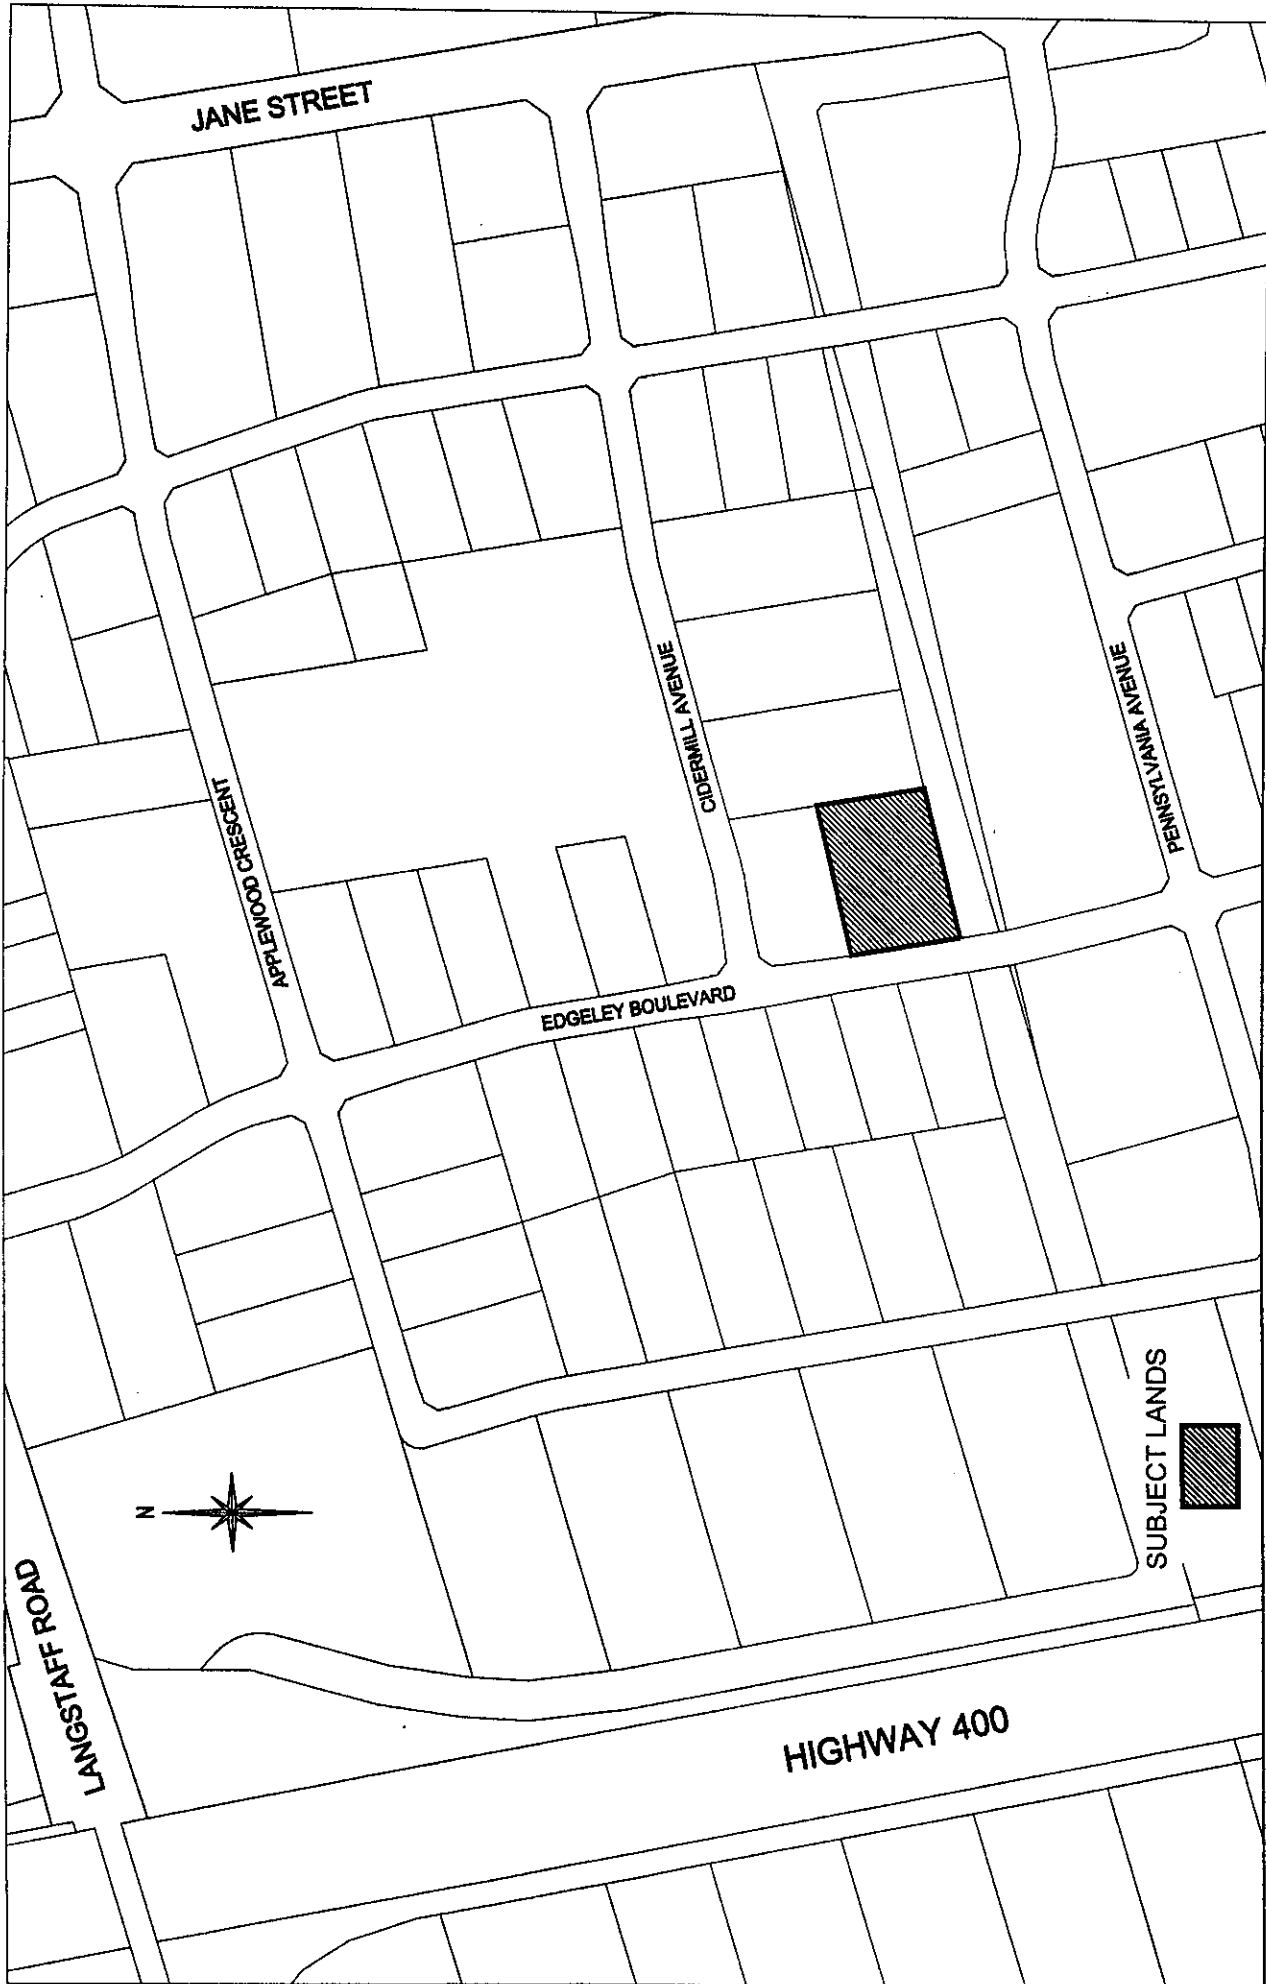 JANE STREET
APPLEWOOD CRESCENT
CIDERMILL AVENUE
PENNSYLVANIA AVENUE
EDGELEY BOULEVARD
N
LANGSTAFF ROAD
SUBJECT LANDS
HIGHWAY 400